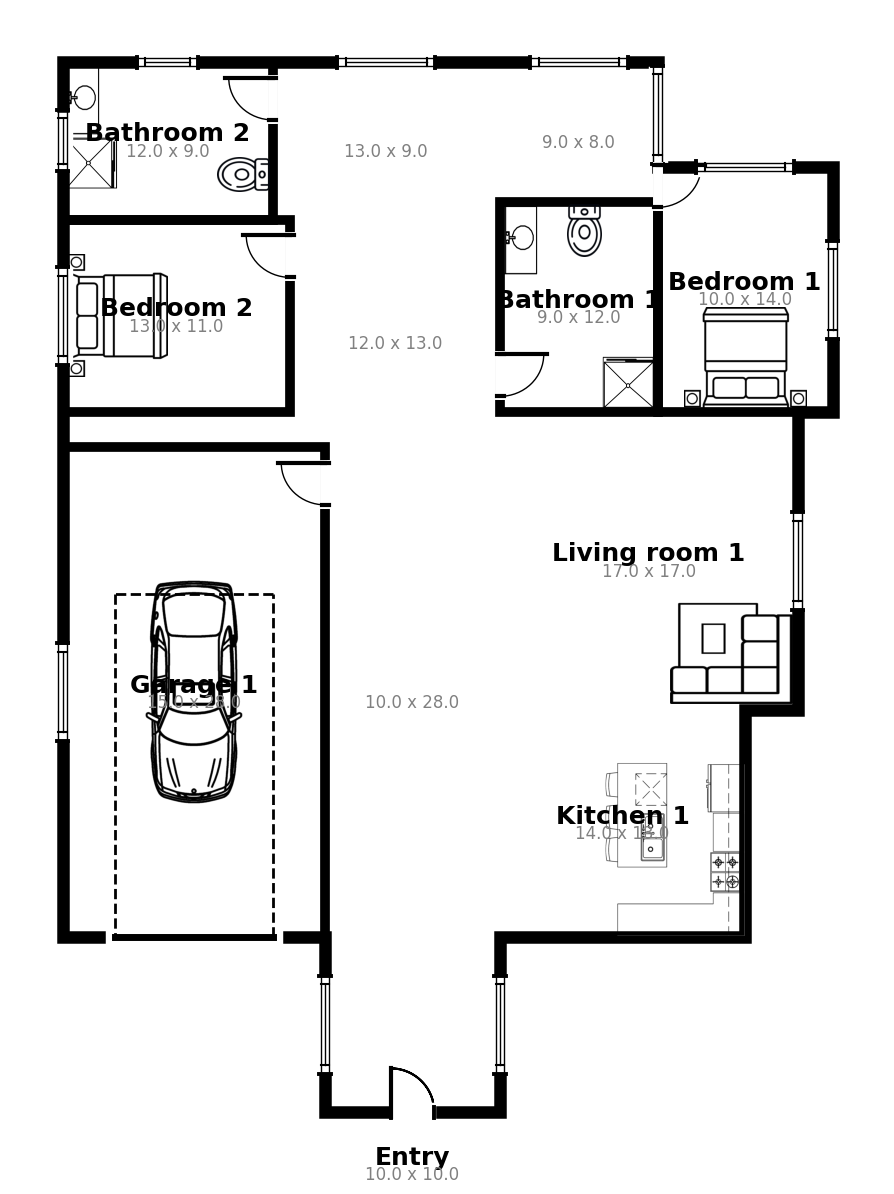 Bathroom 2
12.0 x 9.0
13.0 x 9.0
9.0 x 8.0
Bedroom 2
13.0 x 11.0
Bathroom 1
9.0 x 12.0
Bedroom 1
10.0 x 14.0
12.0 x 13.0
Living room 1
17.0 x 17.0
Garage 1
15.0 x 28.0
10.0 x 28.0
Kitchen 1
14.0 x
Entry
10.0 x 10.0